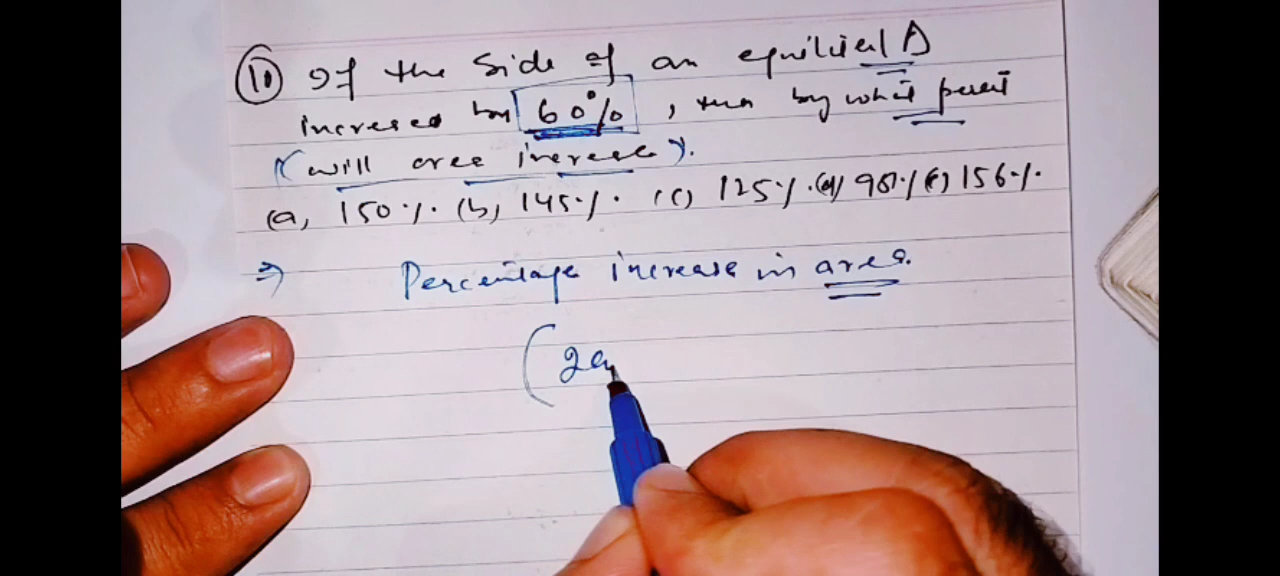 (10) If the side of an equilateral Δ
increased by 60%, then by what percent
(will area increase).
(a) 150%. (b) 145%. (c) 125%. (d) 98% (e) 156%.
⇒ Percentage increase in area.
(2a